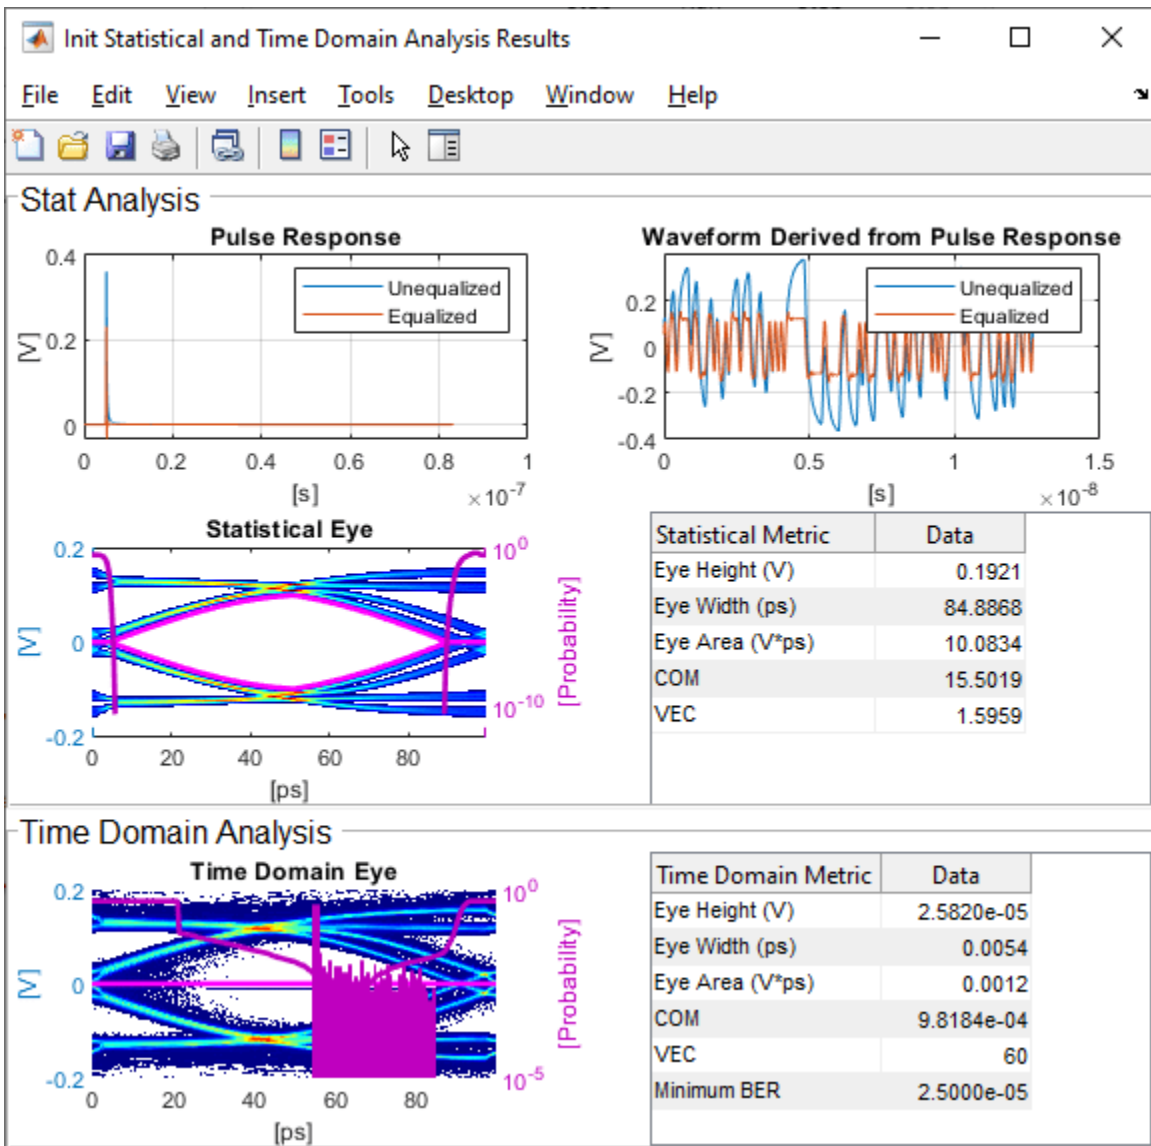 Init Statistical and Time Domain Analysis Results
File Edit View Insert Tools Desktop Window Help
Stat Analysis
Pulse Response
0.4
0.2
0
[V]
Unequalized
Equalized
0 0.2 0.4 0.6 0.8 1
[s] ×10^-7
Waveform Derived from Pulse Response
0.2
0
-0.2
-0.4
[V]
Unequalized
Equalized
0 0.5 1 1.5
[s] ×10^-8
Statistical Eye
0.2
0
-0.2
[V]
10^0
10^-10
[Probability]
0 20 40 60 80
[ps]
Statistical Metric Data
Eye Height (V) 0.1921
Eye Width (ps) 84.8868
Eye Area (V*ps) 10.0834
COM 15.5019
VEC 1.5959
Time Domain Analysis
Time Domain Eye
0.2
0
-0.2
[V]
10^0
10^-5
[Probability]
0 20 40 60 80
[ps]
Time Domain Metric Data
Eye Height (V) 2.5820e-05
Eye Width (ps) 0.0054
Eye Area (V*ps) 0.0012
COM 9.8184e-04
VEC 60
Minimum BER 2.5000e-05